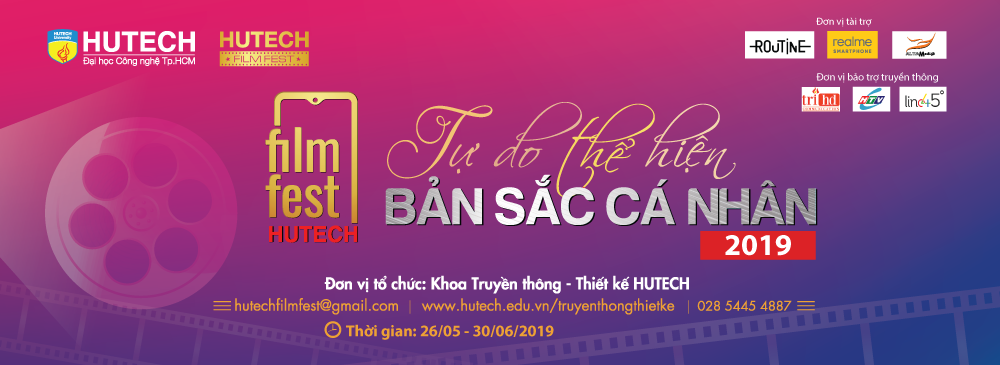 HUTECH University
HUTECH
Đại học Công nghệ Tp.HCM
HUTECH
FILM FEST
Đơn vị tài trợ
ROUTINE
realme
SMARTPHONE
Đơn vị bảo trợ truyền thông
HTV
line45°
film
fest
HUTECH
Tự do thể hiện
BẢN SẮC CÁ NHÂN
2019
Đơn vị tổ chức: Khoa Truyền thông - Thiết kế HUTECH
hutechfilmfest@gmail.com | www.hutech.edu.vn/truyenthongthietke | 028 5445 4887
Thời gian: 26/05 - 30/06/2019